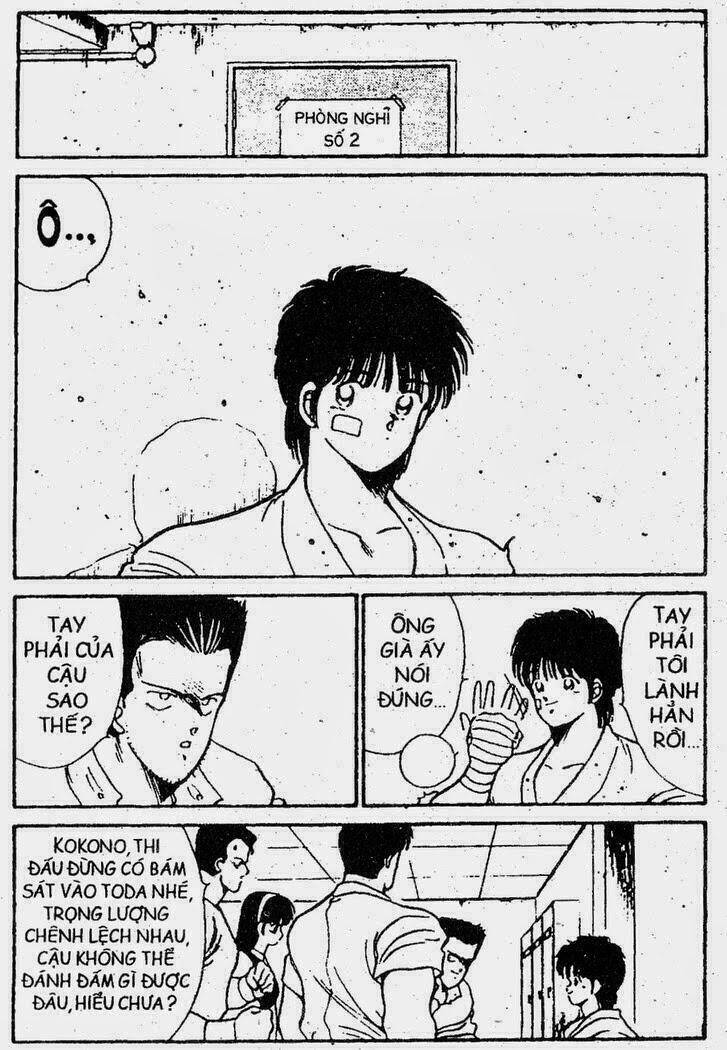 PHÒNG NGHỈ
SỐ 2
Ô...,
TAY
PHẢI CỦA
CẬU
SAO
THẾ?
ÔNG
GIÀ ẤY
NÓI
ĐÚNG...
TAY
PHẢI
TÔI
LÀNH
HẲN
RỒI...
KOKONO, THI
ĐẤU ĐỪNG CÓ BÁM
SÁT VÀO TODA NHÉ,
TRỌNG LƯỢNG
CHÊNH LỆCH NHAU,
CẬU KHÔNG THỂ
ĐÁNH ĐẤM GÌ ĐƯỢC
ĐÂU, HIỂU CHƯA?